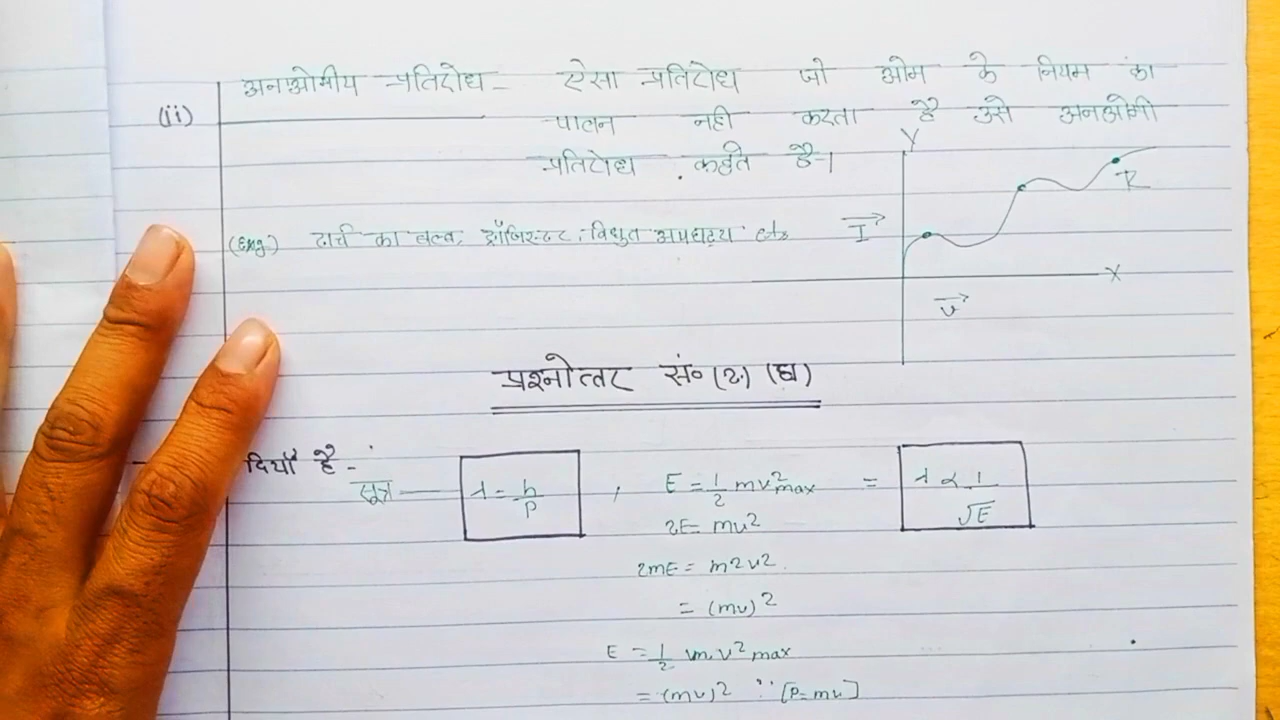 अनओमीय प्रतिरोध - ऐसा प्रतिरोध जो ओम के नियम का
(ii) पालन नही करता है उसे अनओमी
प्रतिरोध कहते है।
Y
R
(Eng.) टार्च का बल्व, ट्रॉंजिस्टर, विधुत अपघट्य etc
I
X
v
प्रश्नोत्तर सं॰ (2.) (घ)
दियाँ है -
सूत्र — λ = h/p , E = 1/2 mv²max = λ ∝ 1/√E
2E = mv²
2mE = m2v2
= (mv)2
E = 1/2 m.v2 max
= (mv)2 ∵ [P=mv]